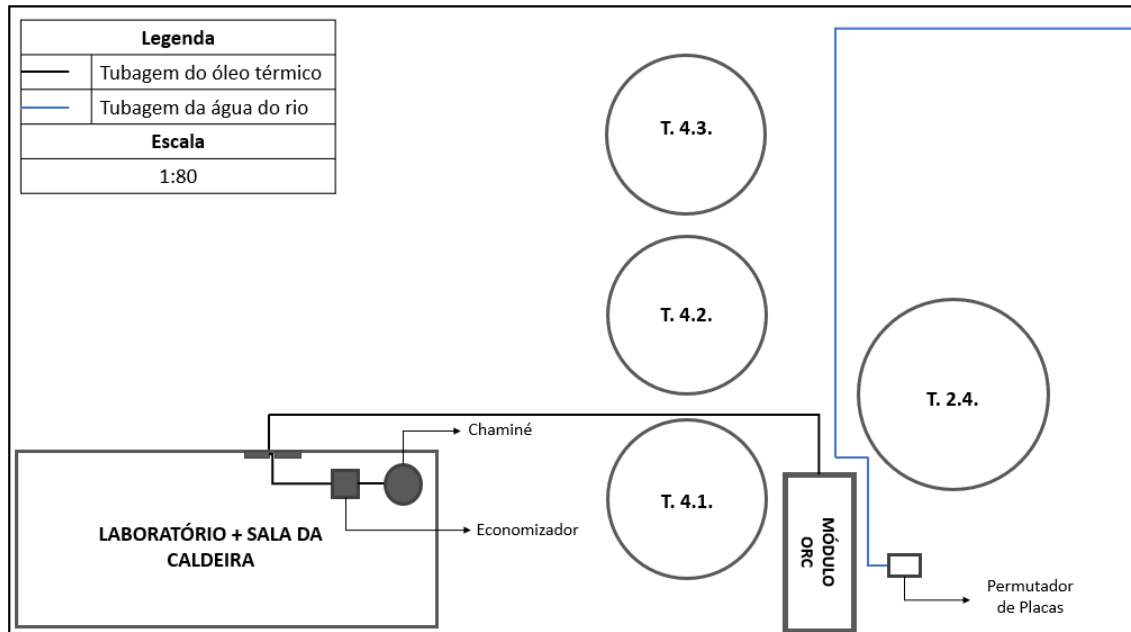 Legenda
Tubagem do óleo térmico
Tubagem da água do rio
Escala
1:80
T. 4.3.
T. 4.2.
T. 2.4.
Chaminé
T. 4.1.
Economizador
LABORATÓRIO + SALA DA
CALDEIRA
MÓDULO
ORC
Permutador
de Placas